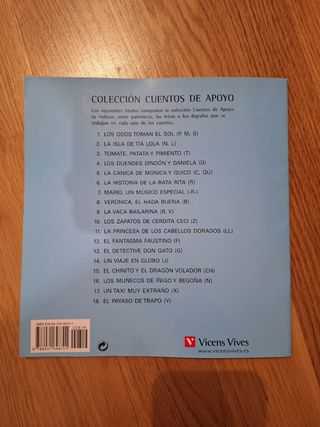 COLECCIÓN CUENTOS DE APOYO
Los siguientes títulos componen la colección Cuentos de Apoyo.
Se indican, entre paréntesis, las letras o los dígrafos que se
trabajan en cada uno de los cuentos.
1. LOS OSOS TOMAN EL SOL (P, M, S)
2. LA ISLA DE TÍA LOLA (N, L)
3. TOMATE, PATATA Y PIMIENTO (T)
4. LOS DUENDES DINDÓN Y DANIELA (D)
5. LA CANICA DE MÓNICA Y QUICO (C, QU)
6. LA HISTORIA DE LA RATA RITA (R)
7. MARIO, UN MÚSICO ESPECIAL (-R-)
8. VERÓNICA, EL HADA BUENA (B)
9. LA VACA BAILARINA (B, V)
10. LOS ZAPATOS DE CERDITA CECI (Z)
11. LA PRINCESA DE LOS CABELLOS DORADOS (LL)
12. EL FANTASMA FAUSTINO (F)
13. EL DETECTIVE DON GATO (G)
14. UN VIAJE EN GLOBO (J)
15. EL CHINITO Y EL DRAGÓN VOLADOR (CH)
16. LOS MUÑECOS DE ÍÑIGO Y BEGOÑA (Ñ)
17. UN TAXI MUY EXTRAÑO (X)
18. EL PAYASO DE TRAPO (Y)
Vicens Vives
www.vicensvives.es